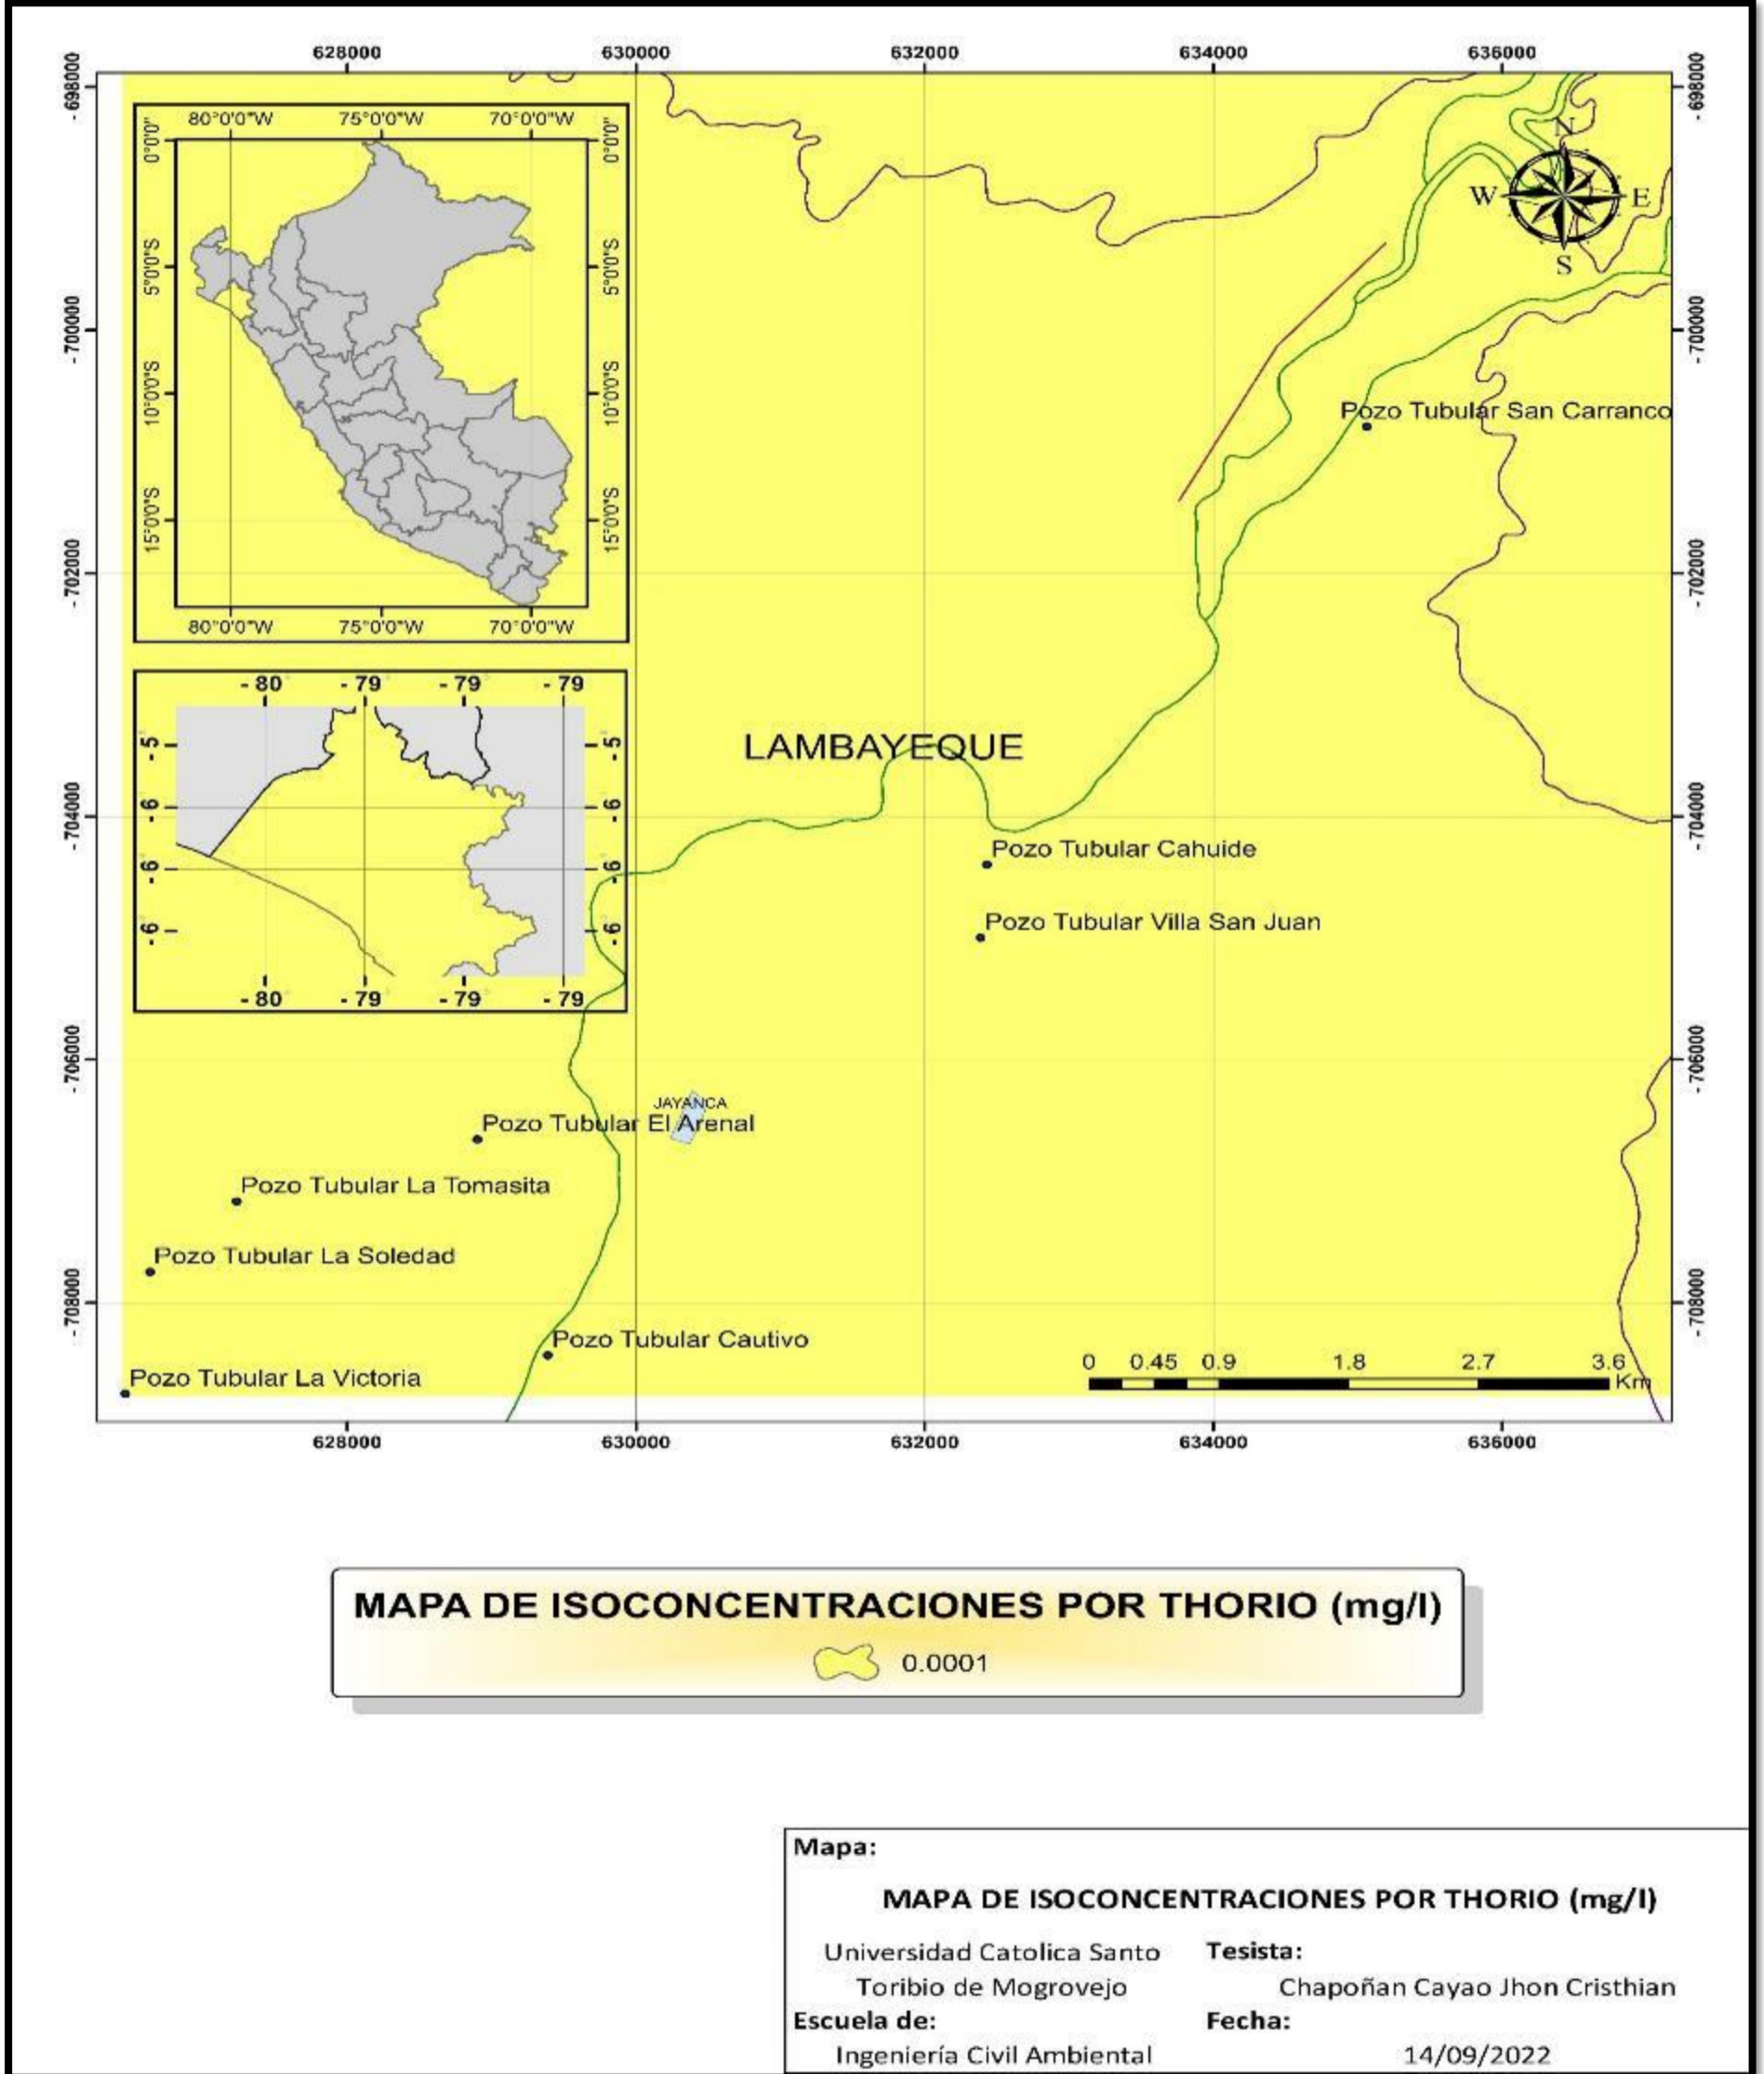 628000 630000 632000 634000 636000
- 698000 - 698000
- 700000 - 700000
- 702000 - 702000
- 704000 - 704000
- 706000 - 706000
- 708000 - 708000
80°0'0"W 75°0'0"W 70°0'0"W
0°0'0" 0°0'0"
5°0'0"S 5°0'0"S
10°0'0"S 10°0'0"S
15°0'0"S 15°0'0"S
80°0'0"W 75°0'0"W 70°0'0"W
N
W E
S
Pozo Tubular San Carranco
- 80° - 79° - 79° - 79°
- 5° - 5°
- 6° - 6°
- 6° - 6°
- 6° - 6°
- 80° - 79° - 79° - 79°
LAMBAYEQUE
Pozo Tubular Cahuide
Pozo Tubular Villa San Juan
JAYANCA
Pozo Tubular El Arenal
Pozo Tubular La Tomasita
Pozo Tubular La Soledad
Pozo Tubular Cautivo
Pozo Tubular La Victoria
0 0.45 0.9 1.8 2.7 3.6
Km
628000 630000 632000 634000 636000
MAPA DE ISOCONCENTRACIONES POR THORIO (mg/l)
0.0001
Mapa:
MAPA DE ISOCONCENTRACIONES POR THORIO (mg/l)
Universidad Catolica Santo Tesista:
Toribio de Mogrovejo Chapoñan Cayao Jhon Cristhian
Escuela de: Fecha:
Ingeniería Civil Ambiental 14/09/2022